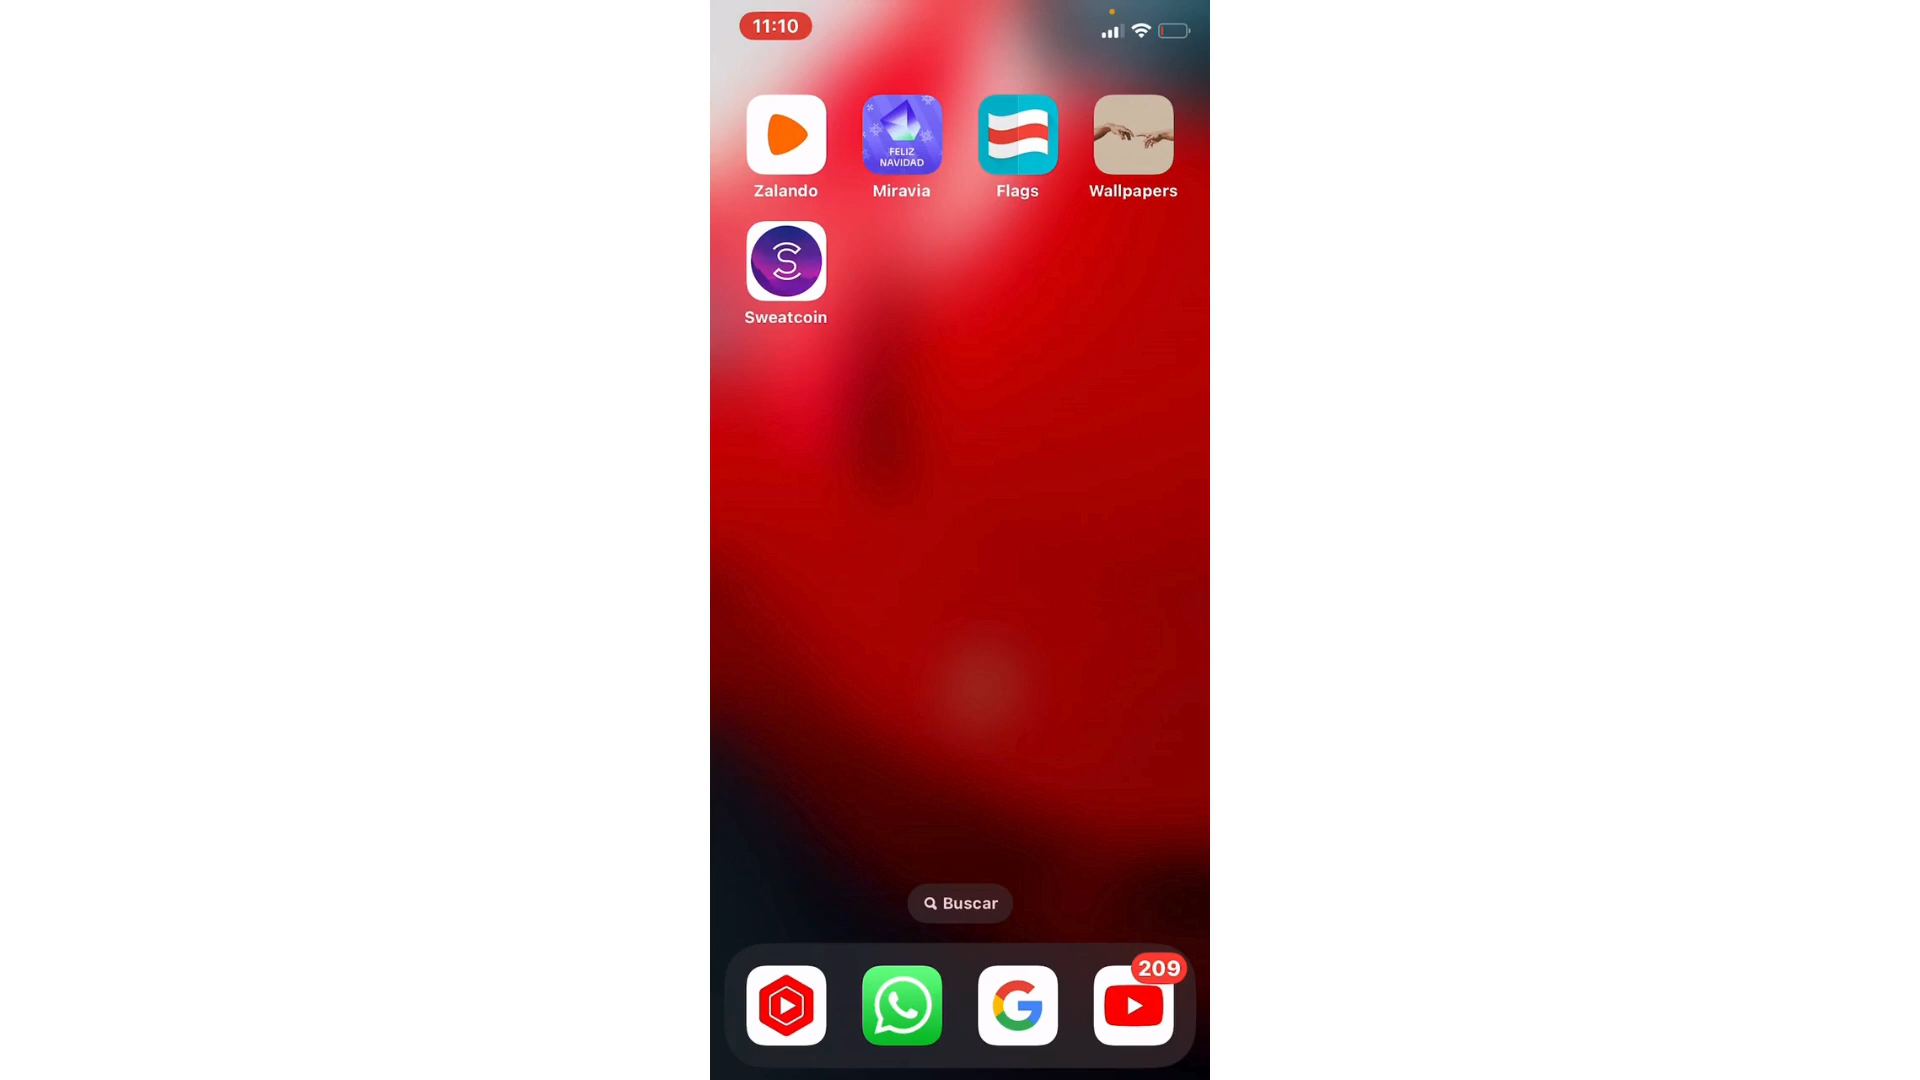 11:10
FELIZ
NAVIDAD
Zalando
Miravia
Flags
Wallpapers
S
Sweatcoin
Buscar
209
G